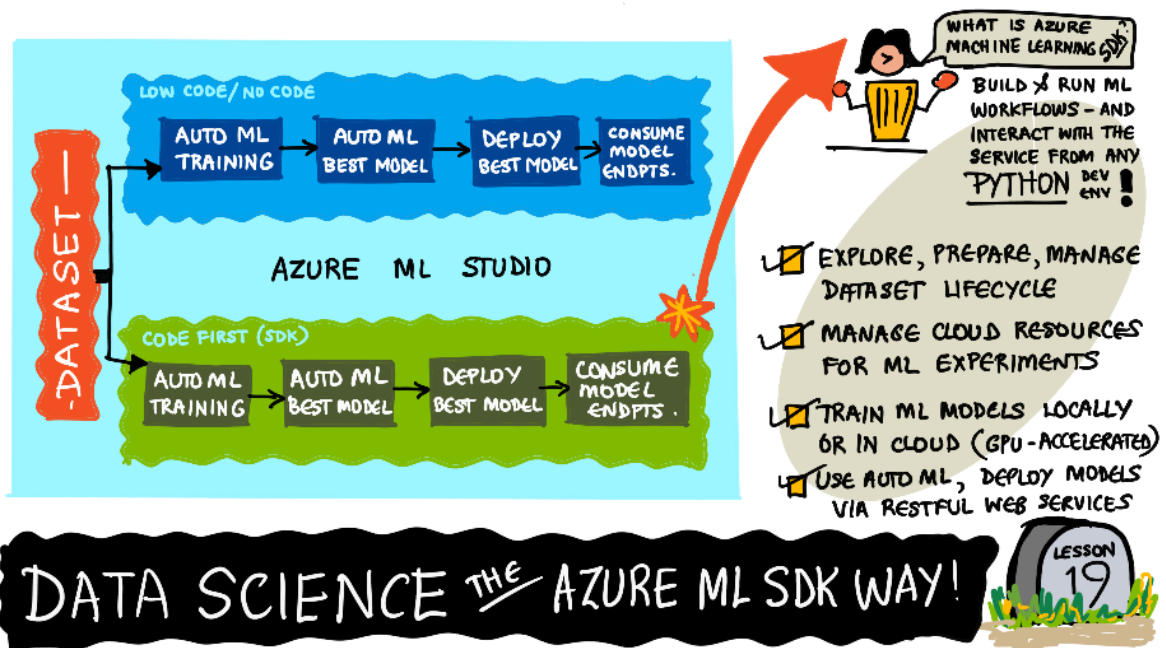 WHAT IS AZURE
MACHINE LEARNING SDK?
BUILD & RUN ML
WORKFLOWS - AND
INTERACT WITH THE
SERVICE FROM ANY
PYTHON DEV ENV!
LOW CODE/NO CODE
AUTO ML
TRAINING
AUTO ML
BEST MODEL
DEPLOY
BEST MODEL
CONSUME
MODEL
ENDPTS.
DATASET
AZURE ML STUDIO
CODE FIRST (SDK)
AUTO ML
TRAINING
AUTO ML
BEST MODEL
DEPLOY
BEST MODEL
CONSUME
MODEL
ENDPTS.
EXPLORE, PREPARE, MANAGE
DATASET LIFECYCLE
MANAGE CLOUD RESOURCES
FOR ML EXPERIMENTS
TRAIN ML MODELS LOCALLY
OR IN CLOUD (GPU-ACCELERATED)
USE AUTO ML, DEPLOY MODELS
VIA RESTFUL WEB SERVICES
DATA SCIENCE THE AZURE ML SDK WAY!
LESSON
19